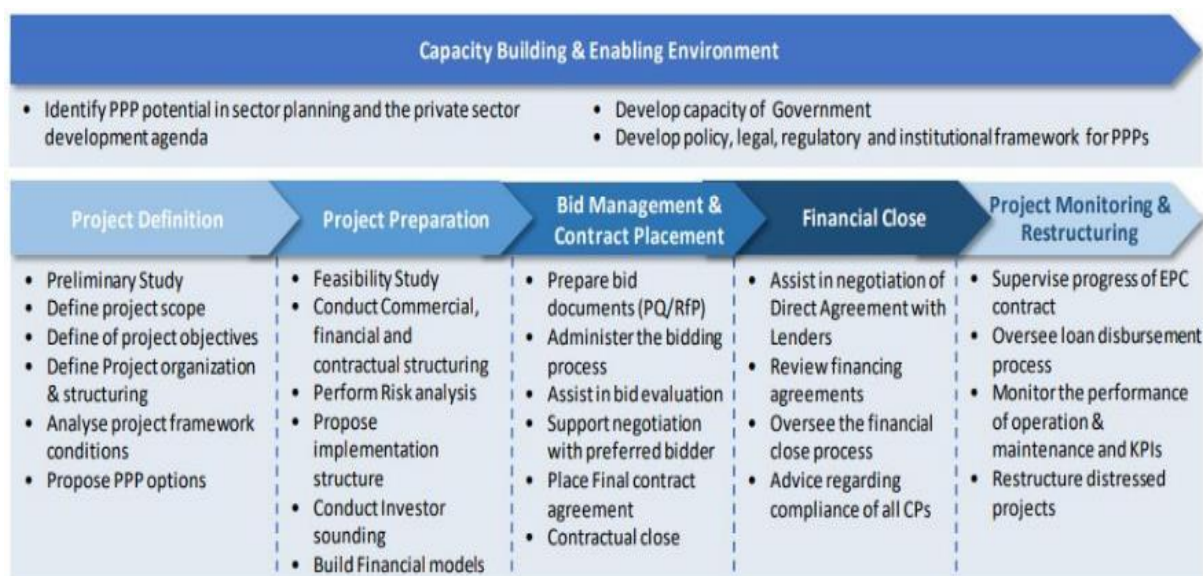 Capacity Building & Enabling Environment
• Identify PPP potential in sector planning and the private sector
development agenda
• Develop capacity of Government
• Develop policy, legal, regulatory and institutional framework for PPPs
Project Definition
• Preliminary Study
• Define project scope
• Define of project objectives
• Define Project organization
& structuring
• Analyse project framework
conditions
• Propose PPP options
Project Preparation
• Feasibility Study
• Conduct Commercial,
financial and
contractual structuring
• Perform Risk analysis
• Propose
implementation
structure
• Conduct Investor
sounding
• Build Financial models
Bid Management &
Contract Placement
• Prepare bid
documents (PQ/RfP)
• Administer the bidding
process
• Assist in bid evaluation
• Support negotiation
with preferred bidder
• Place Final contract
agreement
• Contractual close
Financial Close
• Assist in negotiation of
Direct Agreement with
Lenders
• Review financing
agreements
• Oversee the financial
close process
• Advice regarding
compliance of all CPs
Project Monitoring &
Restructuring
• Supervise progress of EPC
contract
• Oversee loan disbursement
process
• Monitor the performance
of operation &
maintenance and KPIs
• Restructure distressed
projects